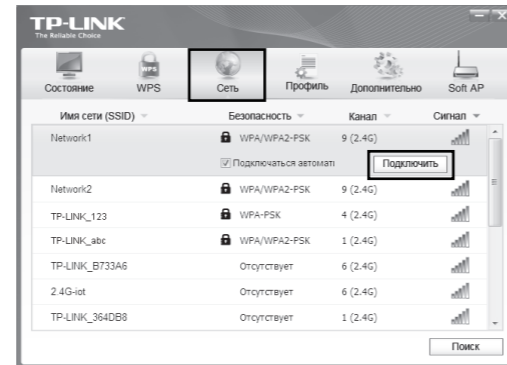 TP-LINK
The Reliable Choice
Состояние WPS Сеть Профиль Дополнительно Soft AP
Имя сети (SSID) Безопасность Канал Сигнал
Network1 WPA/WPA2-PSK 9 (2.4G)
Подключаться автомати Подключить
Network2 WPA/WPA2-PSK 9 (2.4G)
TP-LINK_123 WPA-PSK 4 (2.4G)
TP-LINK_abc WPA/WPA2-PSK 1 (2.4G)
TP-LINK_B733A6 Отсутствует 6 (2.4G)
2.4G-iot Отсутствует 6 (2.4G)
TP-LINK_364DB8 Отсутствует 1 (2.4G)
Поиск